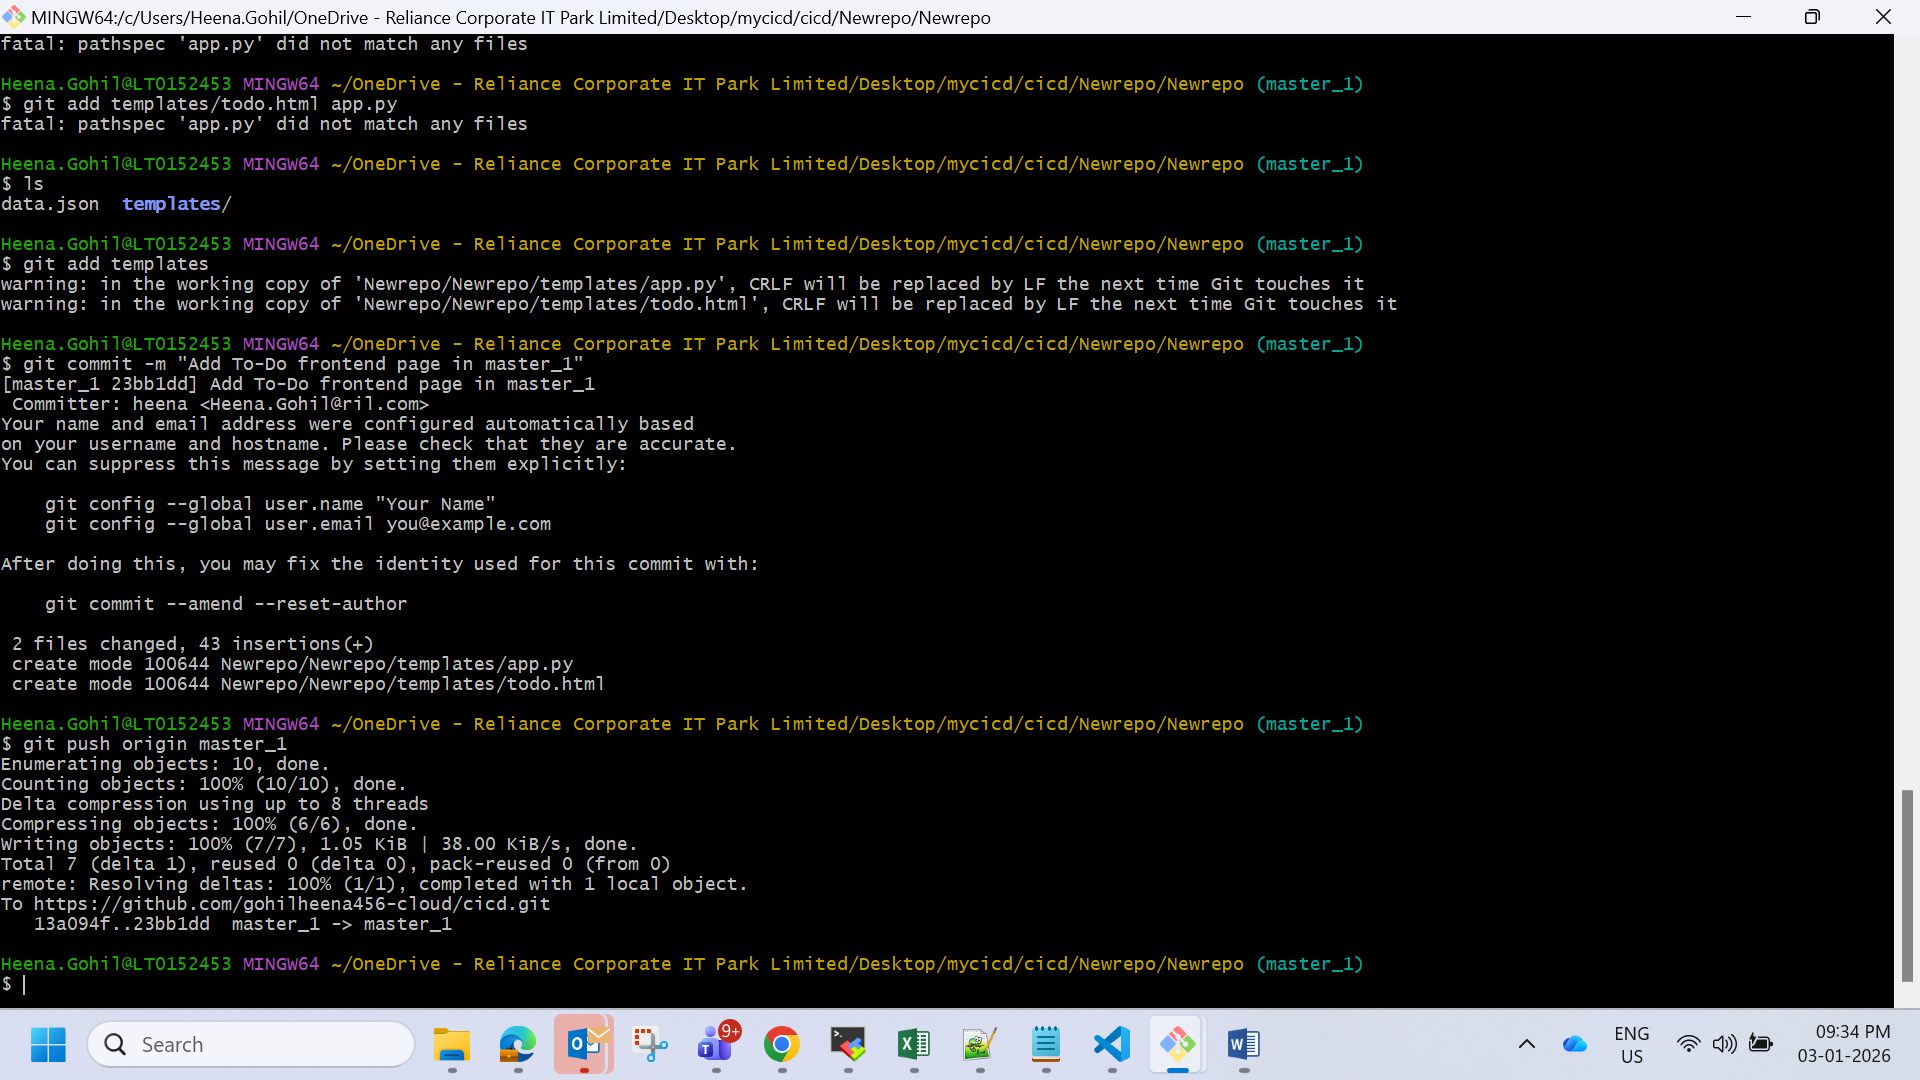 MINGW64:/c/Users/Heena.Gohil/OneDrive - Reliance Corporate IT Park Limited/Desktop/mycicd/cicd/Newrepo/Newrepo
fatal: pathspec 'app.py' did not match any files
Heena.Gohil@LT0152453 MINGW64 ~/OneDrive - Reliance Corporate IT Park Limited/Desktop/mycicd/cicd/Newrepo/Newrepo (master_1)
$ git add templates/todo.html app.py
fatal: pathspec 'app.py' did not match any files
Heena.Gohil@LT0152453 MINGW64 ~/OneDrive - Reliance Corporate IT Park Limited/Desktop/mycicd/cicd/Newrepo/Newrepo (master_1)
$ ls
data.json  templates/
Heena.Gohil@LT0152453 MINGW64 ~/OneDrive - Reliance Corporate IT Park Limited/Desktop/mycicd/cicd/Newrepo/Newrepo (master_1)
$ git add templates
warning: in the working copy of 'Newrepo/Newrepo/templates/app.py', CRLF will be replaced by LF the next time Git touches it
warning: in the working copy of 'Newrepo/Newrepo/templates/todo.html', CRLF will be replaced by LF the next time Git touches it
Heena.Gohil@LT0152453 MINGW64 ~/OneDrive - Reliance Corporate IT Park Limited/Desktop/mycicd/cicd/Newrepo/Newrepo (master_1)
$ git commit -m "Add To-Do frontend page in master_1"
[master_1 23bb1dd] Add To-Do frontend page in master_1
 Committer: heena <Heena.Gohil@ril.com>
Your name and email address were configured automatically based
on your username and hostname. Please check that they are accurate.
You can suppress this message by setting them explicitly:
    git config --global user.name "Your Name"
    git config --global user.email you@example.com
After doing this, you may fix the identity used for this commit with:
    git commit --amend --reset-author
 2 files changed, 43 insertions(+)
 create mode 100644 Newrepo/Newrepo/templates/app.py
 create mode 100644 Newrepo/Newrepo/templates/todo.html
Heena.Gohil@LT0152453 MINGW64 ~/OneDrive - Reliance Corporate IT Park Limited/Desktop/mycicd/cicd/Newrepo/Newrepo (master_1)
$ git push origin master_1
Enumerating objects: 10, done.
Counting objects: 100% (10/10), done.
Delta compression using up to 8 threads
Compressing objects: 100% (6/6), done.
Writing objects: 100% (7/7), 1.05 KiB | 38.00 KiB/s, done.
Total 7 (delta 1), reused 0 (delta 0), pack-reused 0 (from 0)
remote: Resolving deltas: 100% (1/1), completed with 1 local object.
To https://github.com/gohilheena456-cloud/cicd.git
   13a094f..23bb1dd  master_1 -> master_1
Heena.Gohil@LT0152453 MINGW64 ~/OneDrive - Reliance Corporate IT Park Limited/Desktop/mycicd/cicd/Newrepo/Newrepo (master_1)
$
Search
9+
ENG
US
09:34 PM
03-01-2026